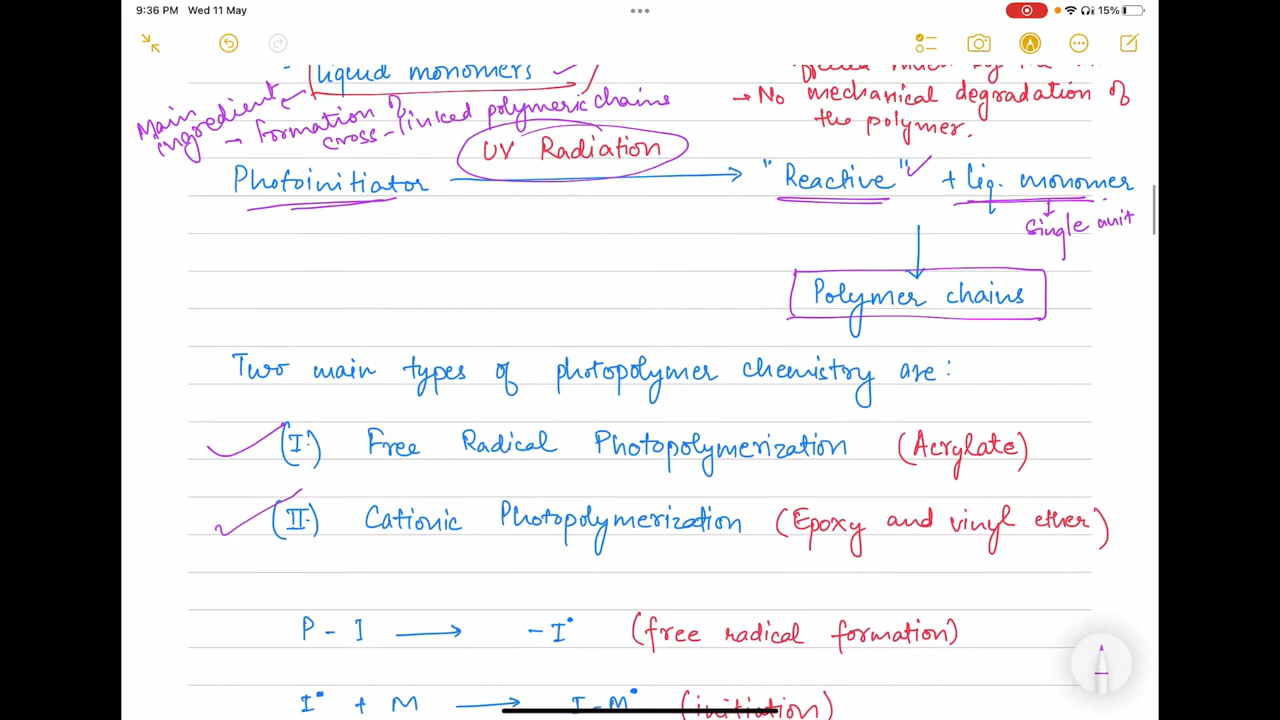 9:36 PM Wed 11 May
15%
- liquid monomers
Main ingredient
→ Formation of cross-linked polymeric chains
→ No mechanical degradation of
the polymer.
UV Radiation
Photoinitiator → "Reactive" + liq. monomer
single unit
Polymer chains
Two main types of photopolymer chemistry are:
(I) Free Radical Photopolymerization (Acrylate)
(II) Cationic Photopolymerization (Epoxy and vinyl ether)
P - I → - I• (free radical formation)
I• + M → I - M• (initiation)